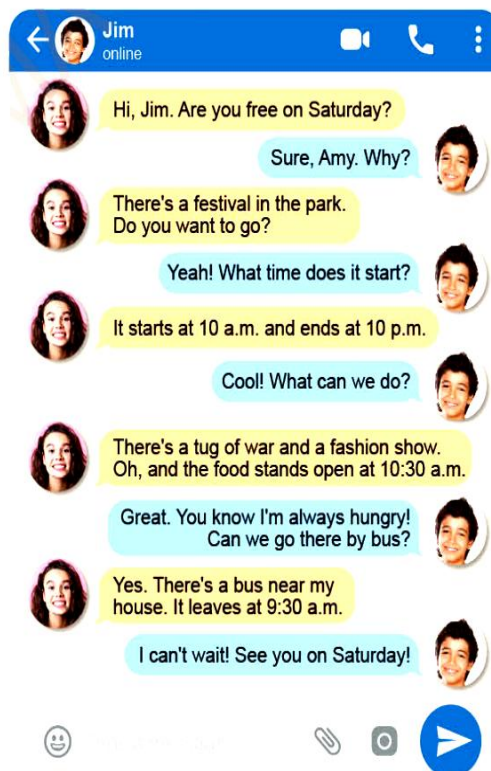 Jim
online
Hi, Jim. Are you free on Saturday?
Sure, Amy. Why?
There's a festival in the park.
Do you want to go?
Yeah! What time does it start?
It starts at 10 a.m. and ends at 10 p.m.
Cool! What can we do?
There's a tug of war and a fashion show.
Oh, and the food stands open at 10:30 a.m.
Great. You know I'm always hungry!
Can we go there by bus?
Yes. There's a bus near my
house. It leaves at 9:30 a.m.
I can't wait! See you on Saturday!